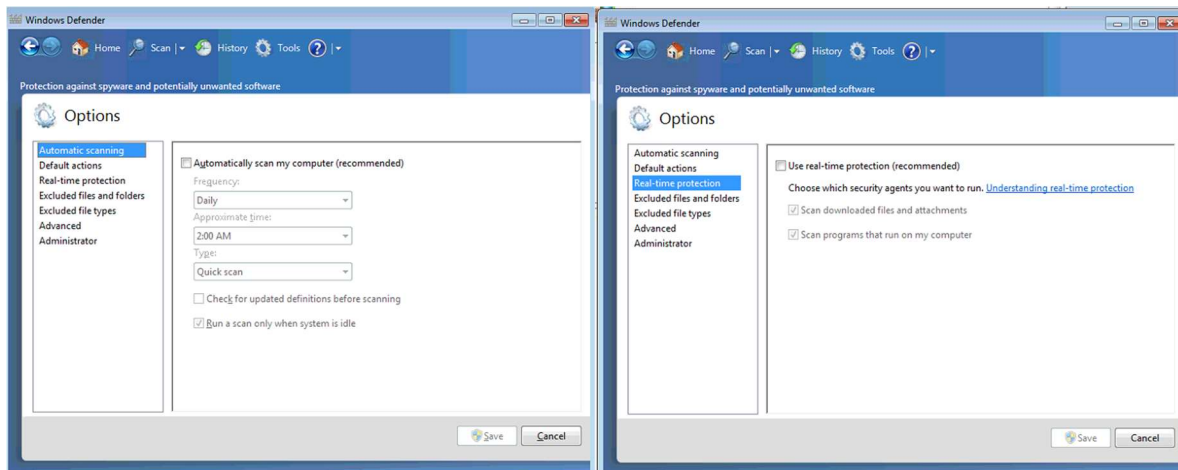 Windows Defender
Home Scan History Tools
Protection against spyware and potentially unwanted software
Options
Automatic scanning
Default actions
Real-time protection
Excluded files and folders
Excluded file types
Advanced
Administrator
Automatically scan my computer (recommended)
Frequency:
Daily
Approximate time:
2:00 AM
Type:
Quick scan
Check for updated definitions before scanning
Run a scan only when system is idle
Save Cancel
Windows Defender
Home Scan History Tools
Protection against spyware and potentially unwanted software
Options
Automatic scanning
Default actions
Real-time protection
Excluded files and folders
Excluded file types
Advanced
Administrator
Use real-time protection (recommended)
Choose which security agents you want to run. Understanding real-time protection
Scan downloaded files and attachments
Scan programs that run on my computer
Save Cancel